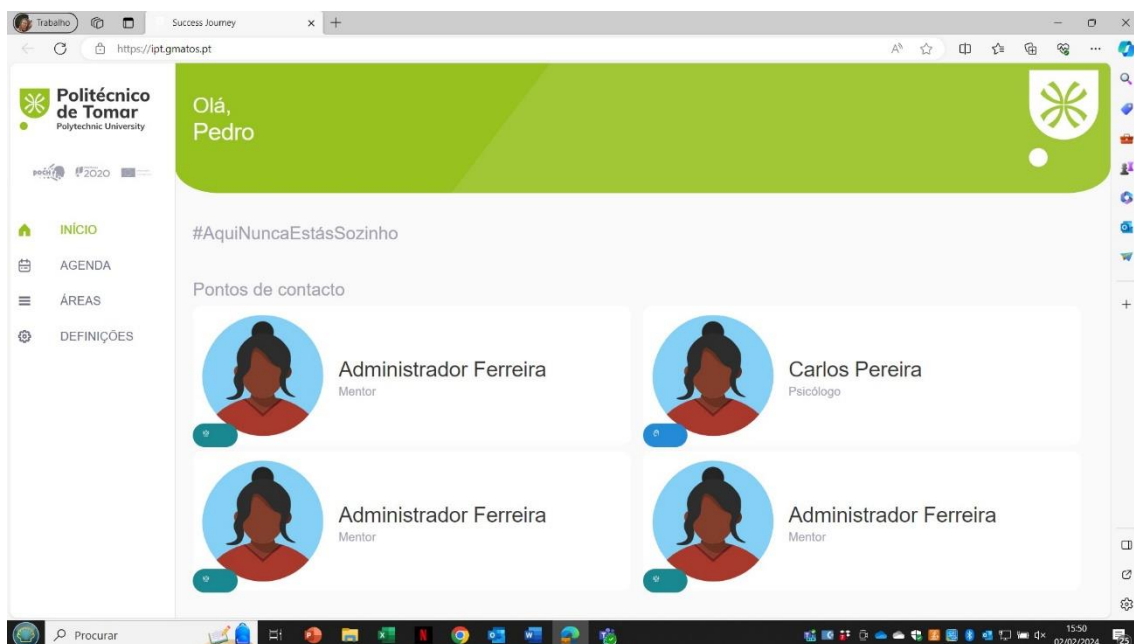 Trabalho
Success Journey
https://ipt.gmatos.pt
Politécnico
de Tomar
Polytechnic University
2020
INÍCIO
AGENDA
ÁREAS
DEFINIÇÕES
Olá,
Pedro
#AquiNuncaEstásSozinho
Pontos de contacto
Administrador Ferreira
Mentor
Carlos Pereira
Psicólogo
Administrador Ferreira
Mentor
Administrador Ferreira
Mentor
Procurar
15:50
02/02/2024